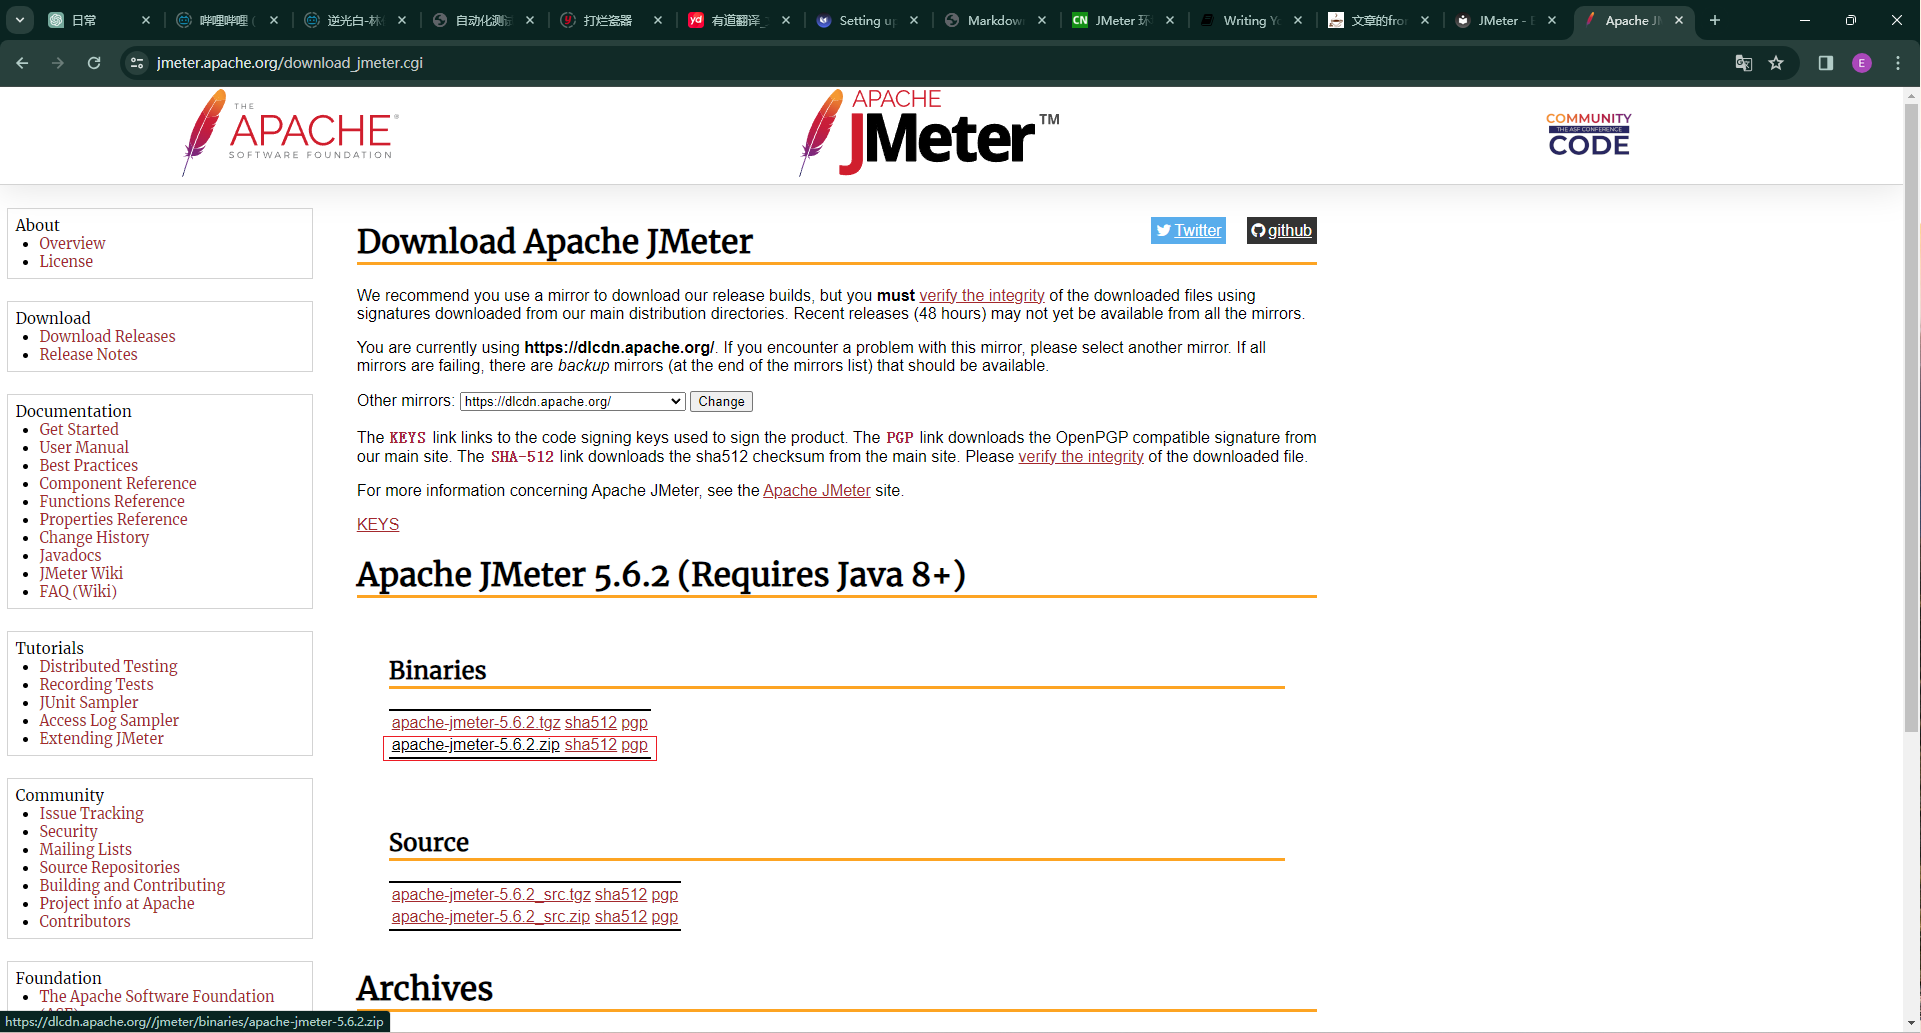 日常
哔哩哔哩 (
逆光白-林
自动化测
打烂瓷器
有道翻译_
Setting u
Markdow
CN JMeter 环
Writing Y
文章的fron
JMeter - E
Apache J
jmeter.apache.org/download_jmeter.cgi
E
THE
APACHE®
SOFTWARE FOUNDATION
APACHE
JMeter™
COMMUNITY
THE ASF CONFERENCE
CODE
About
Overview
License
Download
Download Releases
Release Notes
Documentation
Get Started
User Manual
Best Practices
Component Reference
Functions Reference
Properties Reference
Change History
Javadocs
JMeter Wiki
FAQ (Wiki)
Tutorials
Distributed Testing
Recording Tests
JUnit Sampler
Access Log Sampler
Extending JMeter
Community
Issue Tracking
Security
Mailing Lists
Source Repositories
Building and Contributing
Project info at Apache
Contributors
Foundation
The Apache Software Foundation
https://dlcdn.apache.org//jmeter/binaries/apache-jmeter-5.6.2.zip
Twitter
github
Download Apache JMeter
We recommend you use a mirror to download our release builds, but you must verify the integrity of the downloaded files using
signatures downloaded from our main distribution directories. Recent releases (48 hours) may not yet be available from all the mirrors.
You are currently using https://dlcdn.apache.org/. If you encounter a problem with this mirror, please select another mirror. If all
mirrors are failing, there are backup mirrors (at the end of the mirrors list) that should be available.
Other mirrors: https://dlcdn.apache.org/ Change
The KEYS link links to the code signing keys used to sign the product. The PGP link downloads the OpenPGP compatible signature from
our main site. The SHA-512 link downloads the sha512 checksum from the main site. Please verify the integrity of the downloaded file.
For more information concerning Apache JMeter, see the Apache JMeter site.
KEYS
Apache JMeter 5.6.2 (Requires Java 8+)
Binaries
apache-jmeter-5.6.2.tgz sha512 pgp
apache-jmeter-5.6.2.zip sha512 pgp
Source
apache-jmeter-5.6.2_src.tgz sha512 pgp
apache-jmeter-5.6.2_src.zip sha512 pgp
Archives